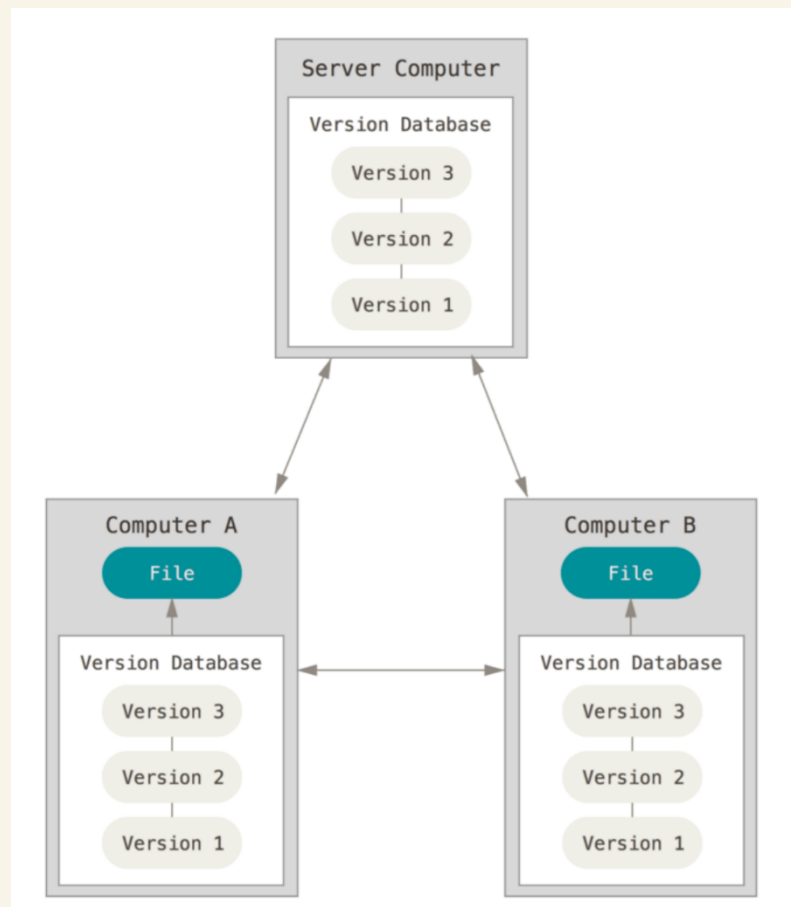 Server Computer
Version Database
Version 3
Version 2
Version 1
Computer A
File
Version Database
Version 3
Version 2
Version 1
Computer B
File
Version Database
Version 3
Version 2
Version 1